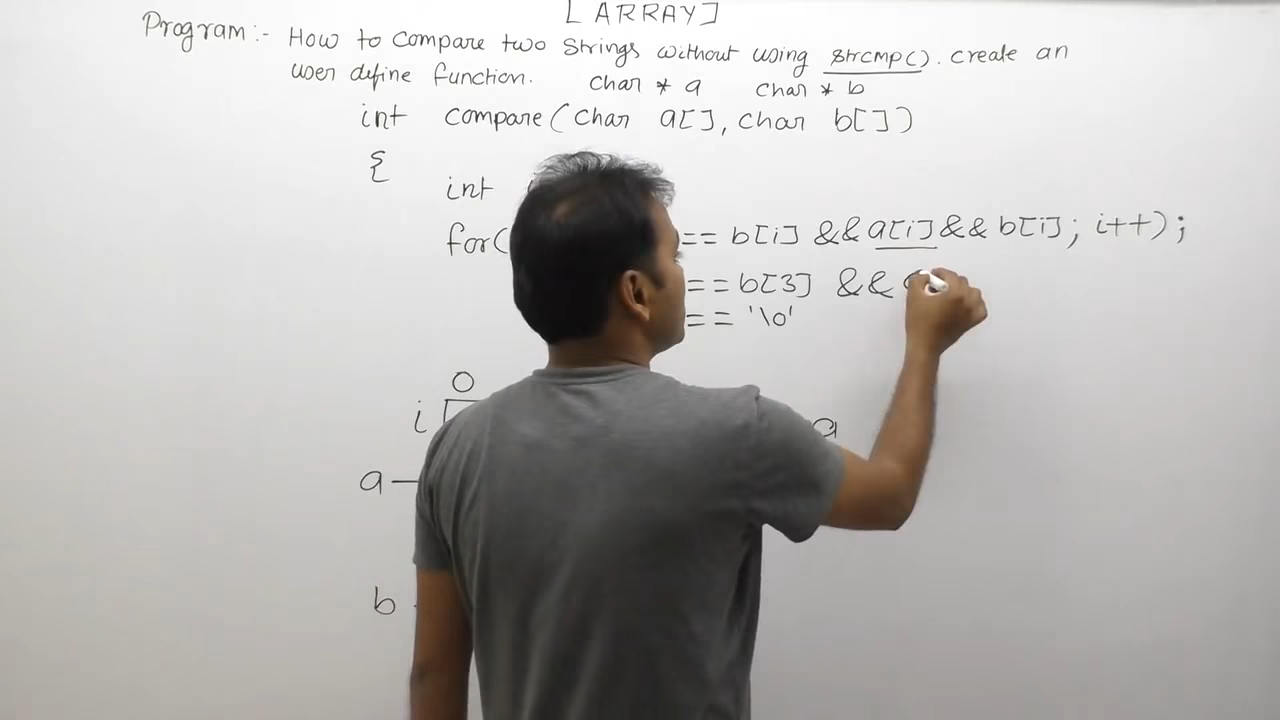 [ARRAY]
Program:- How to compare two strings without using strcmp(). create an
user define function. char * a char * b
int compare(char a[], char b[])
{
int i
for( == b[i] && a[i] && b[i]; i++);
== b[3] &&
== '\0'
0
i
a
a
b